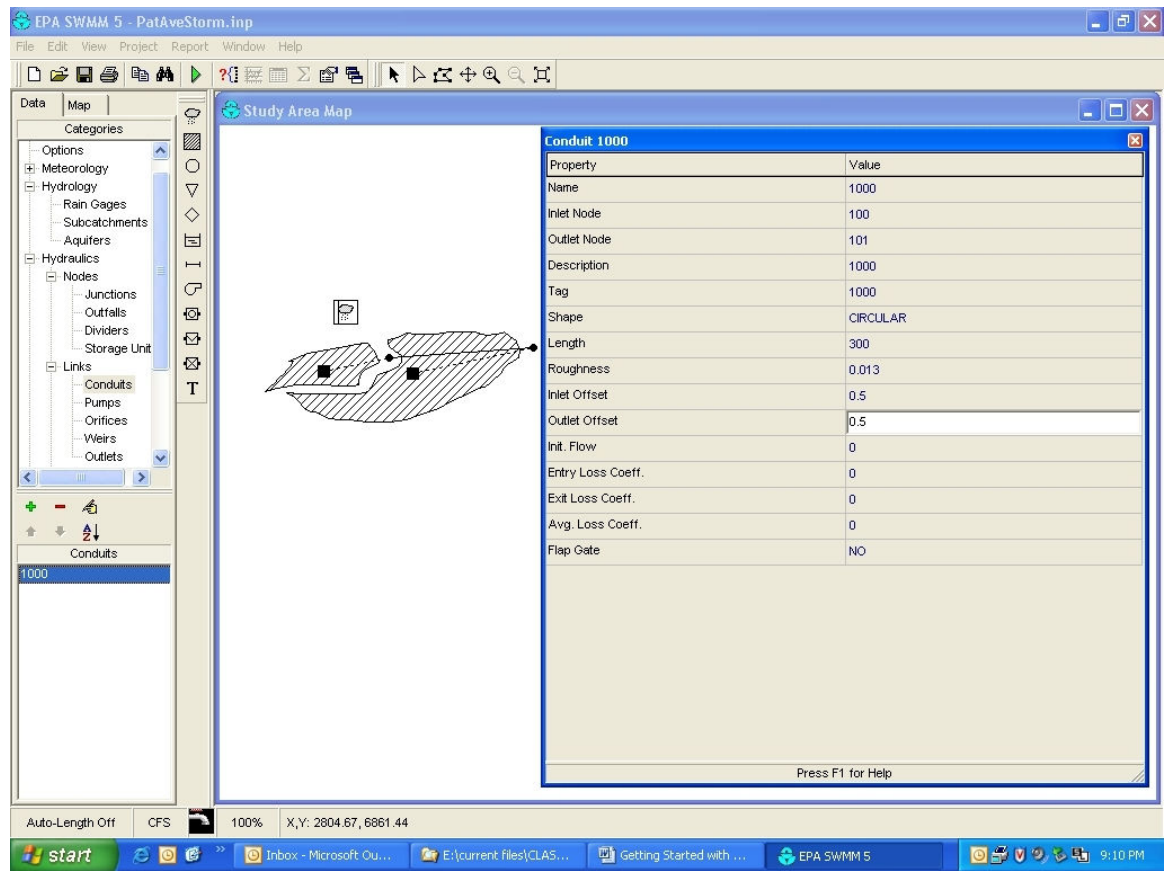 EPA SWMM 5 - PatAveStorm.inp
File Edit View Project Report Window Help
Data Map
Categories
Options
Meteorology
Hydrology
Rain Gages
Subcatchments
Aquifers
Hydraulics
Nodes
Junctions
Outfalls
Dividers
Storage Unit
Links
Conduits
Pumps
Orifices
Weirs
Outlets
Conduits
1000
T
Study Area Map
Conduit 1000
Property Value
Name 1000
Inlet Node 100
Outlet Node 101
Description 1000
Tag 1000
Shape CIRCULAR
Length 300
Roughness 0.013
Inlet Offset 0.5
Outlet Offset 0.5
Init. Flow 0
Entry Loss Coeff. 0
Exit Loss Coeff. 0
Avg. Loss Coeff. 0
Flap Gate NO
Press F1 for Help
Auto-Length Off CFS 100% X,Y: 2804.67, 6861.44
start Inbox - Microsoft Ou... E:\current files\CLAS... Getting Started with ... EPA SWMM 5 9:10 PM